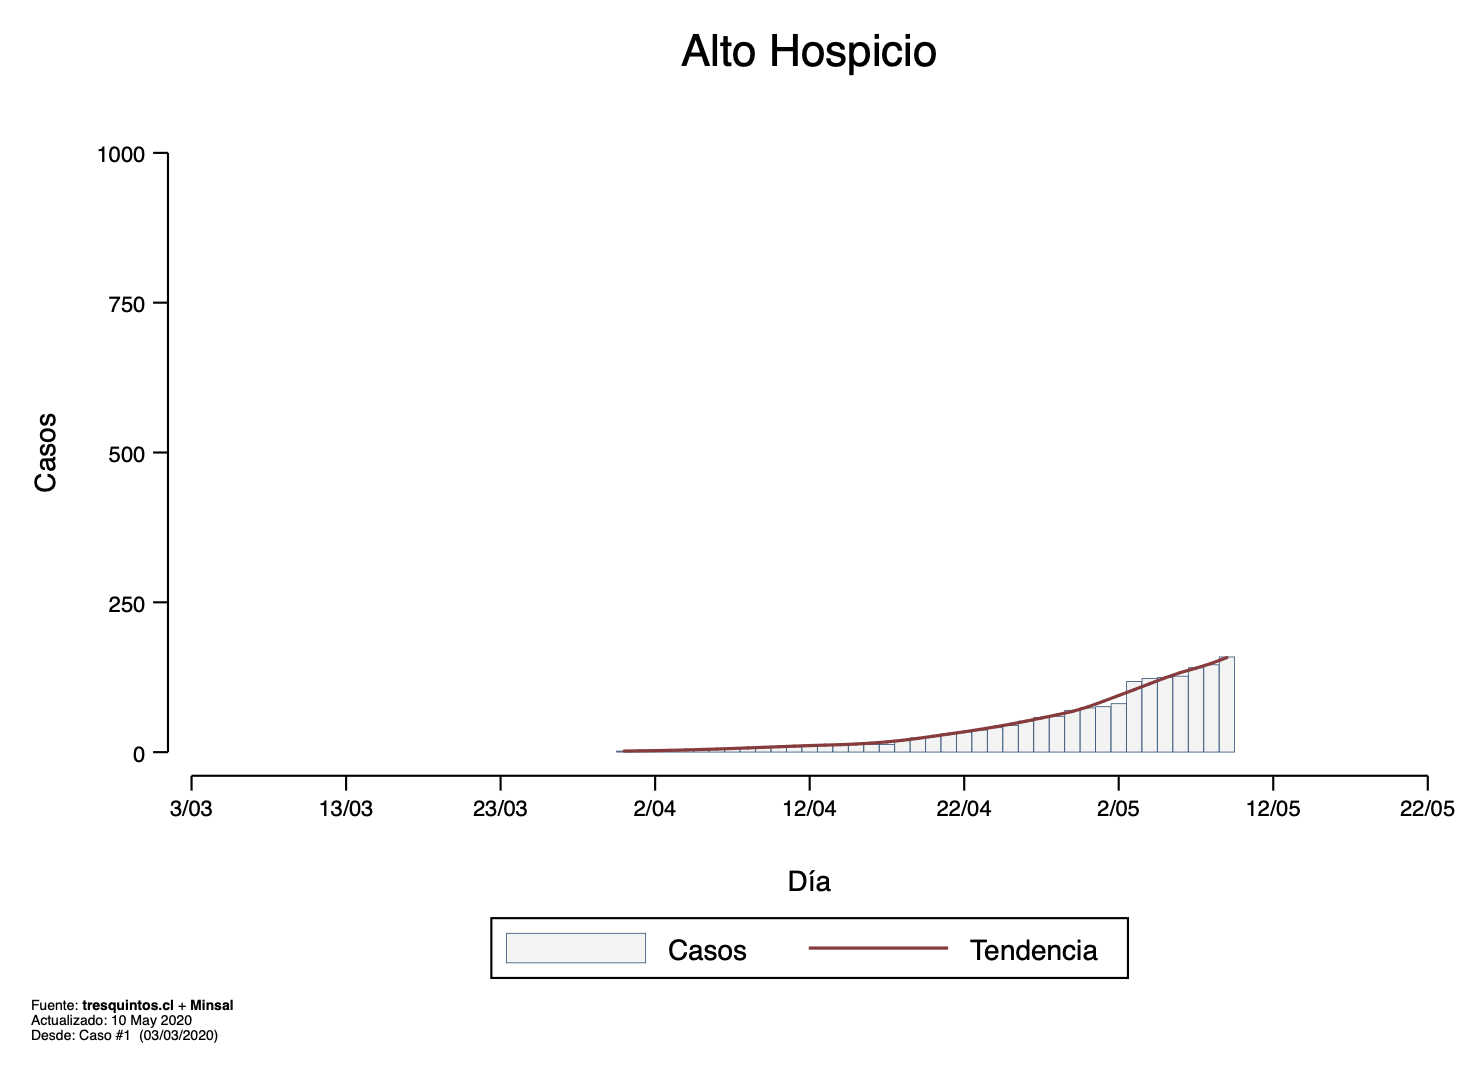 Alto Hospicio
1000
750
500
250
0
Casos
3/03 13/03 23/03 2/04 12/04 22/04 2/05 12/05 22/05
Día
Casos Tendencia
Fuente: tresquintos.cl + Minsal
Actualizado: 10 May 2020
Desde: Caso #1 (03/03/2020)